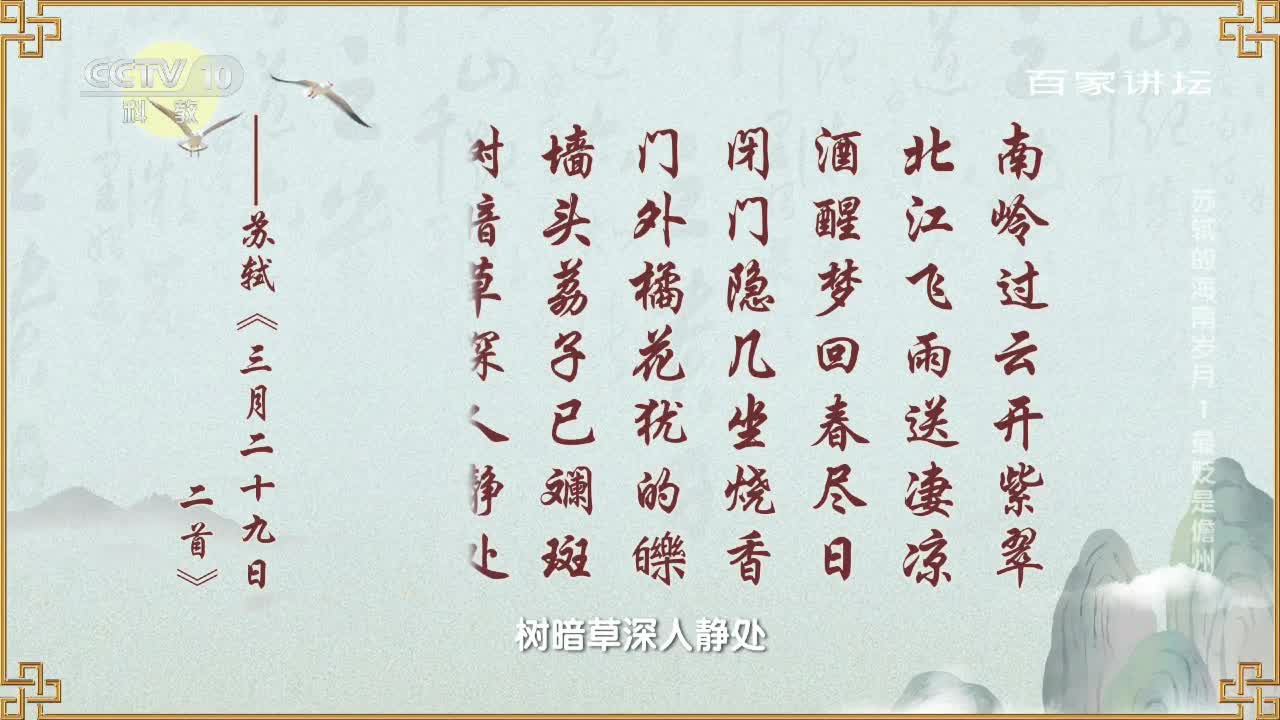 CCTV 10
科教
百家讲坛
南岭过云开紫翠
北江飞雨送凄凉
酒醒梦回春尽日
闭门隐几坐烧香
门外橘花犹的皪
墙头荔子已斓斑
树暗草深人静处
——苏轼《三月二十九日
二首》
苏轼的海南岁月 1 最是儋州
树暗草深人静处